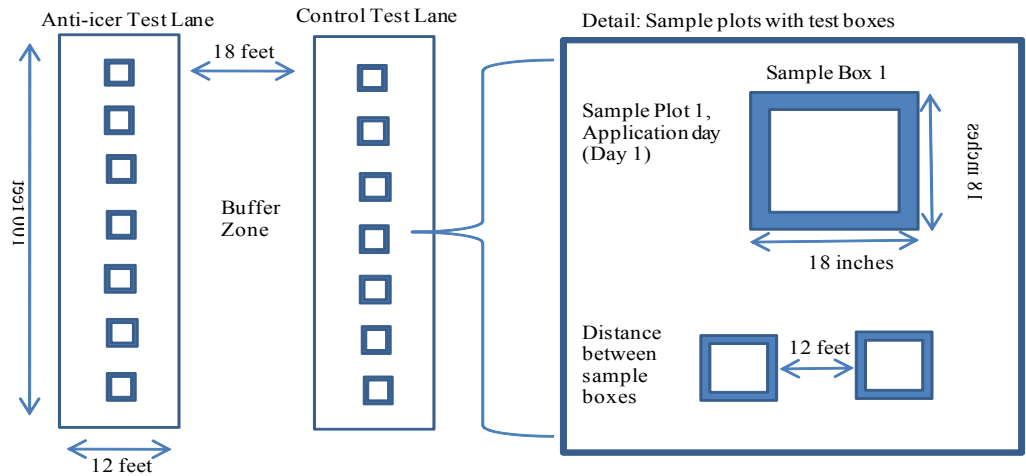 Anti-icer Test Lane
100 feet
12 feet
18 feet
Buffer
Zone
Control Test Lane
Detail: Sample plots with test boxes
Sample Box 1
Sample Plot 1,
Application day
(Day 1)
18 inches
18 inches
Distance
between
sample
boxes
12 feet